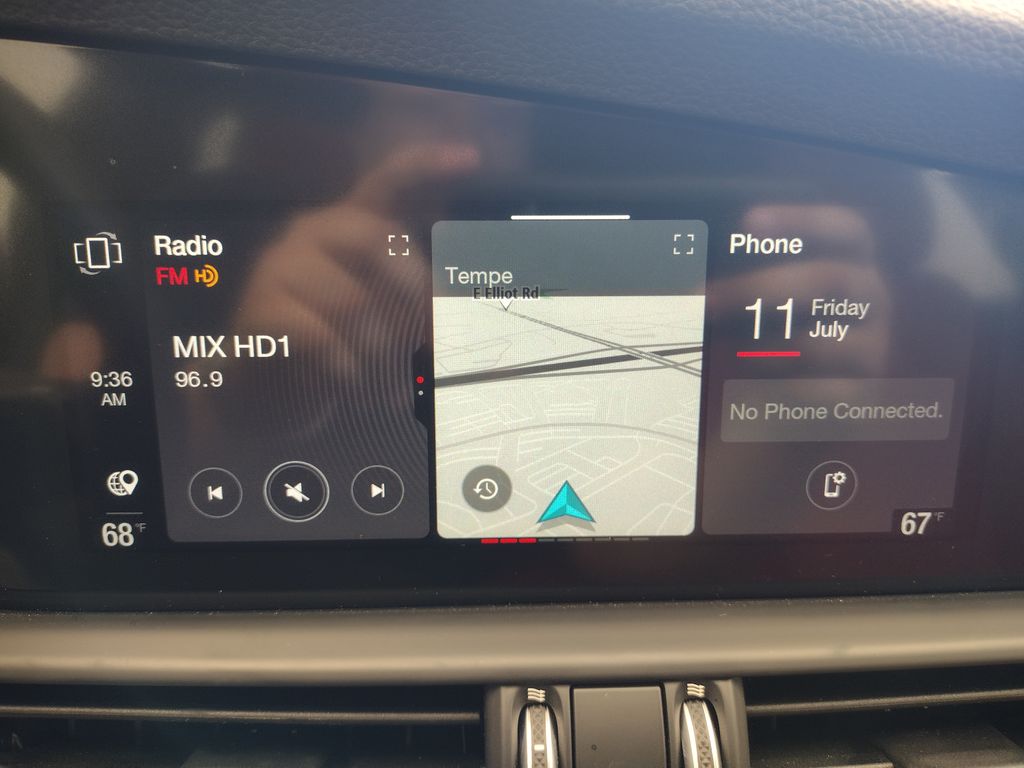 Radio
FM HD
MIX HD1
96.9
9:36
AM
68°F
Tempe
E Elliot Rd
Phone
11 Friday
July
No Phone Connected.
67°F